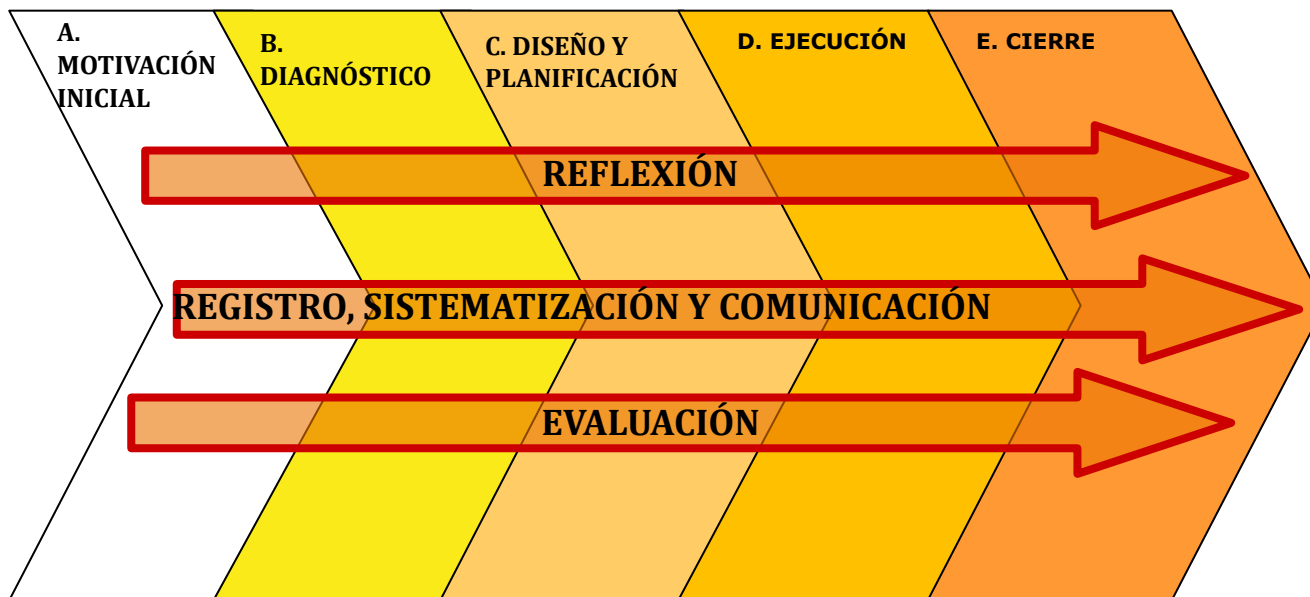 A.
MOTIVACIÓN
INICIAL
B.
DIAGNÓSTICO
C. DISEÑO Y
PLANIFICACIÓN
D. EJECUCIÓN
E. CIERRE
REFLEXIÓN
REGISTRO, SISTEMATIZACIÓN Y COMUNICACIÓN
EVALUACIÓN